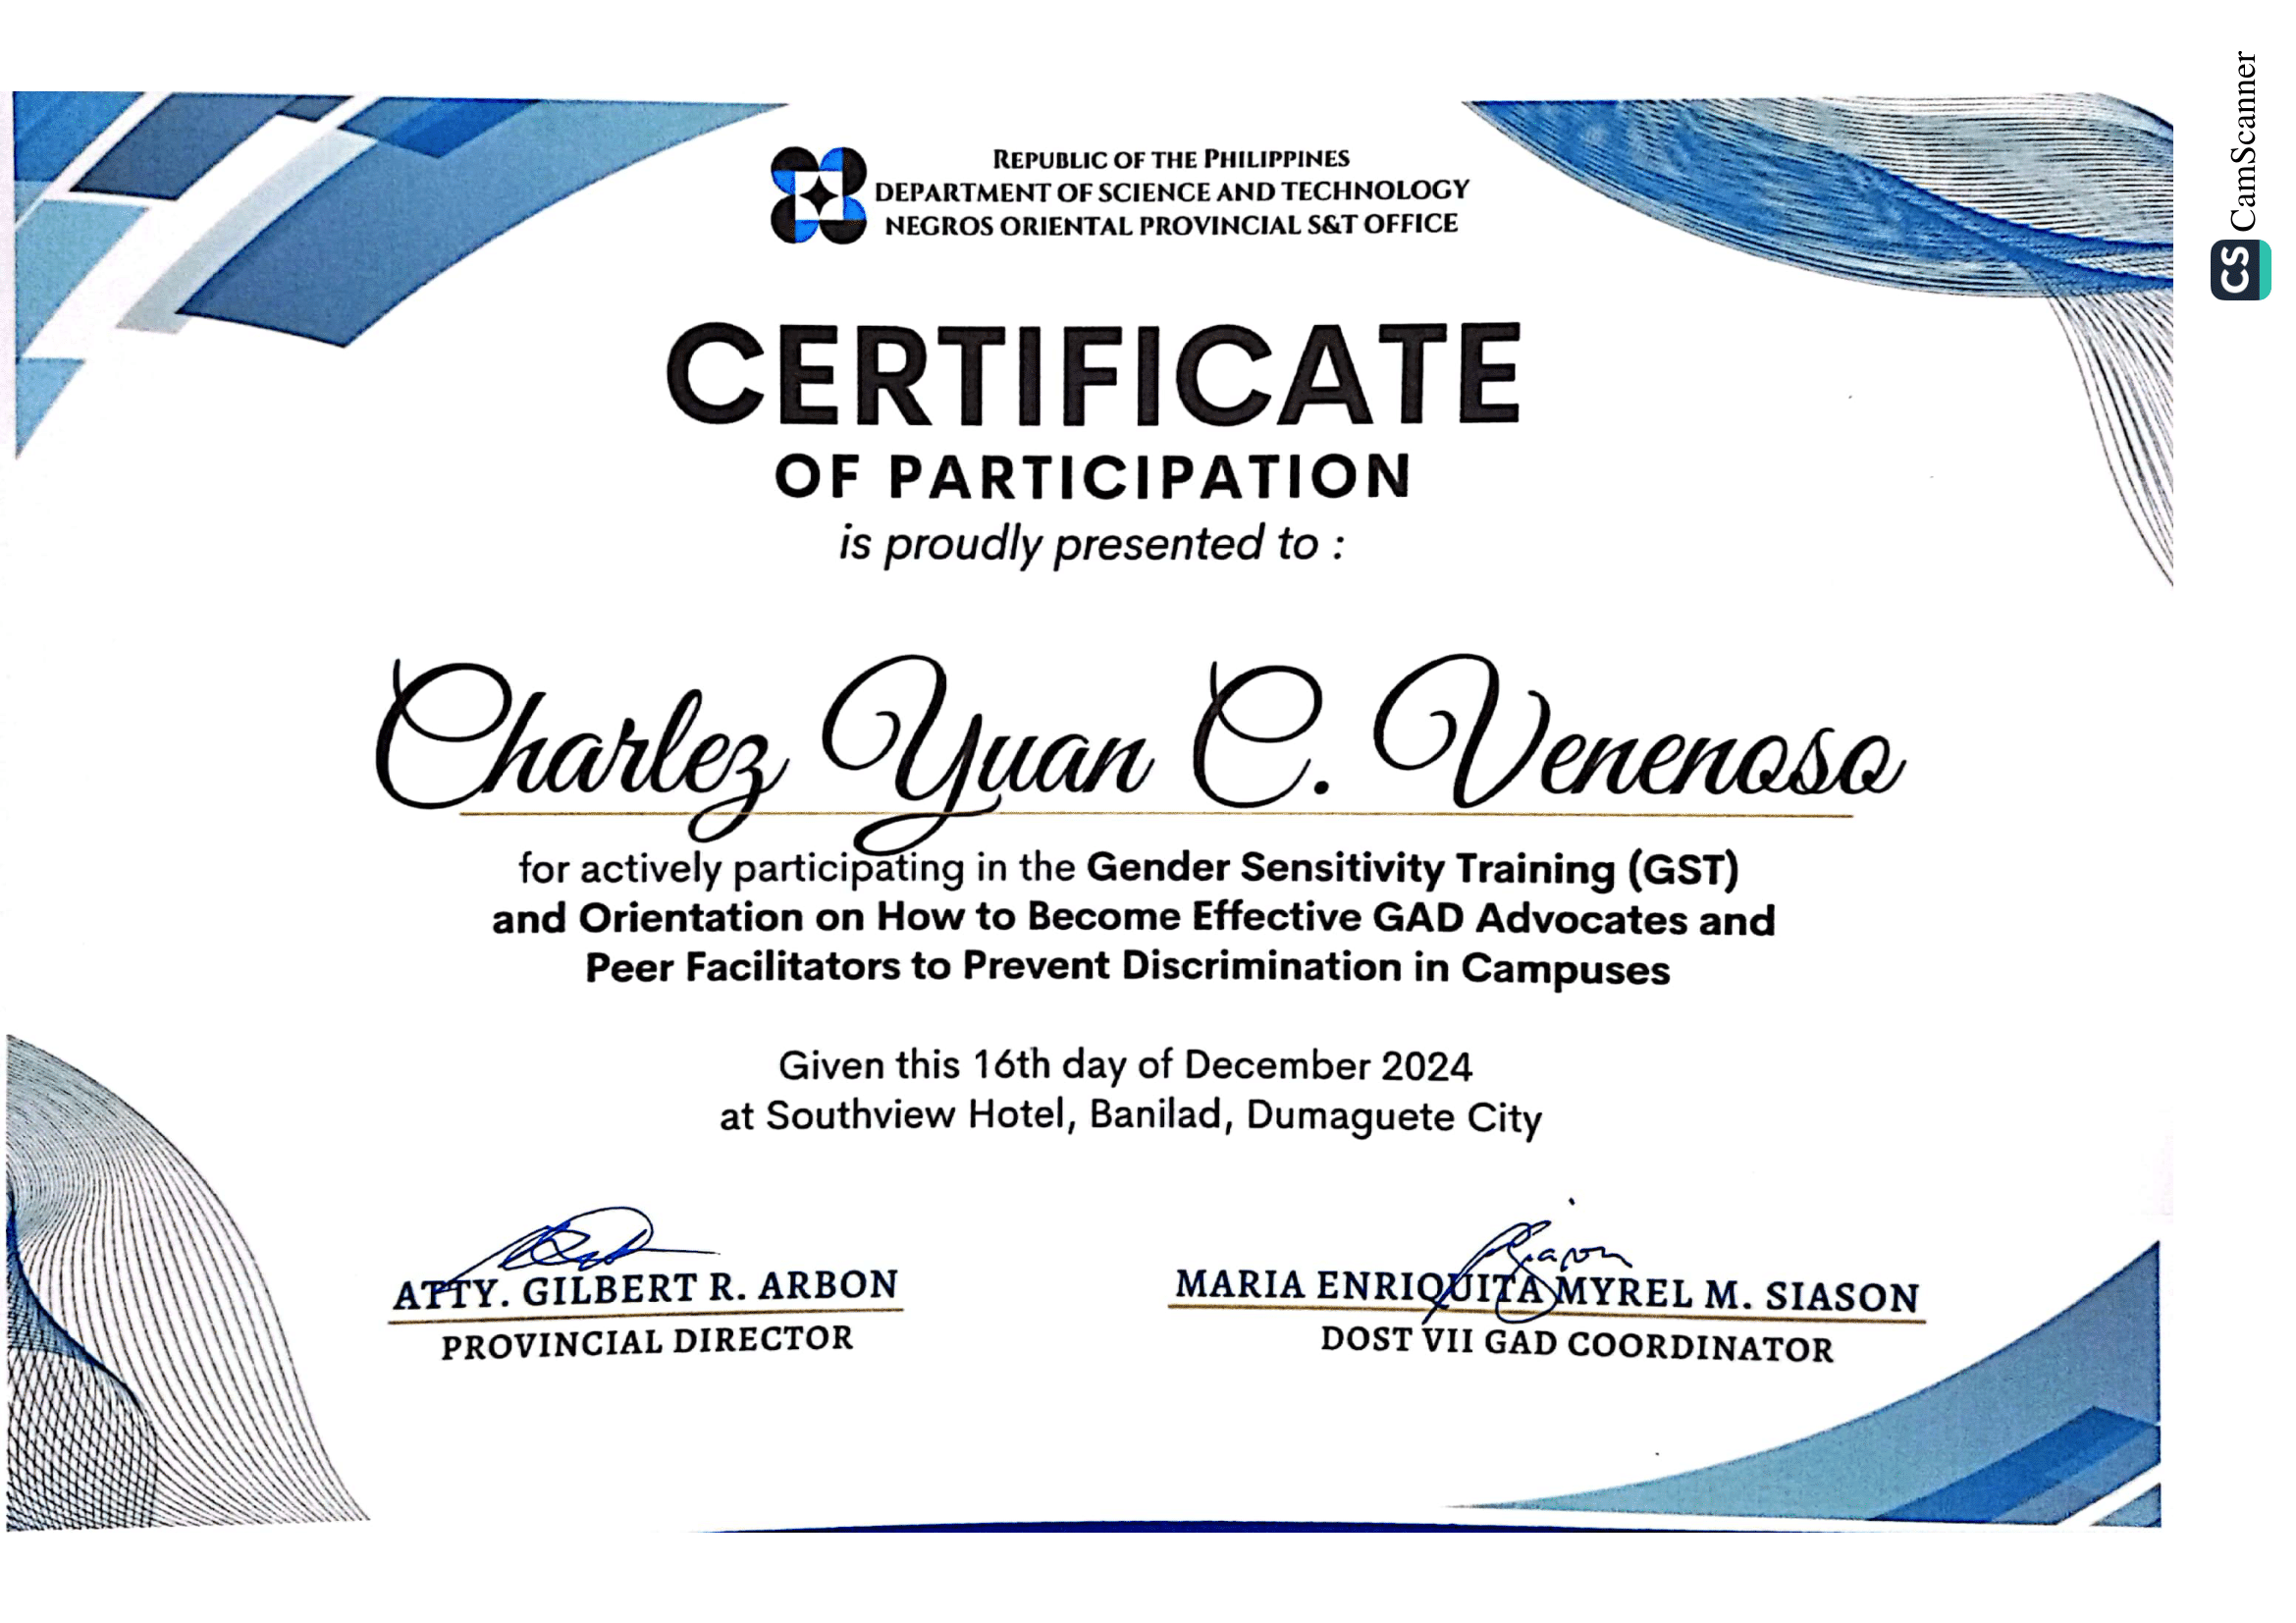 REPUBLIC OF THE PHILIPPINES
DEPARTMENT OF SCIENCE AND TECHNOLOGY
NEGROS ORIENTAL PROVINCIAL S&T OFFICE
CERTIFICATE
OF PARTICIPATION
is proudly presented to :
Charlez Yuan C. Venenoso
for actively participating in the Gender Sensitivity Training (GST)
and Orientation on How to Become Effective GAD Advocates and
Peer Facilitators to Prevent Discrimination in Campuses
Given this 16th day of December 2024
at Southview Hotel, Banilad, Dumaguete City
ATTY. GILBERT R. ARBON
PROVINCIAL DIRECTOR
MARIA ENRIQUITA MYREL M. SIASON
DOST VII GAD COORDINATOR
CS CamScanner